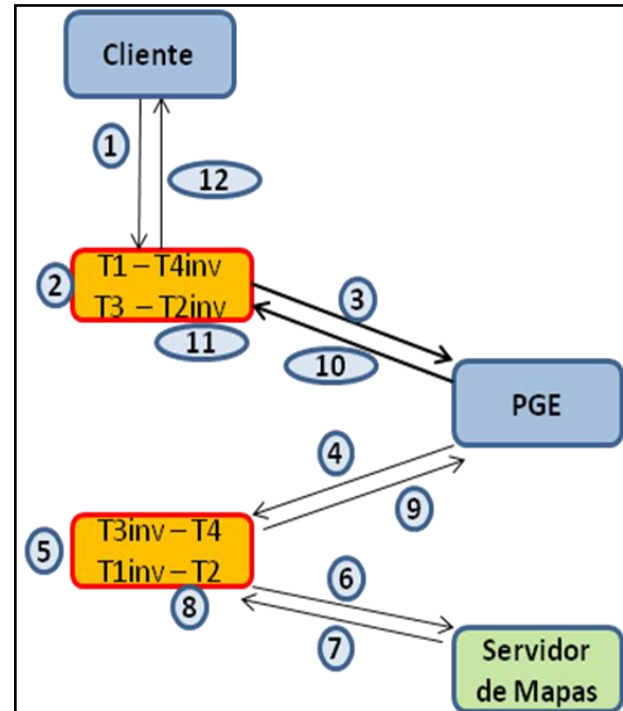 Cliente
1
12
2
T1 – T4inv
T3 – T2inv
3
11
10
PGE
4
9
5
T3inv – T4
T1inv – T2
6
8
7
Servidor
de Mapas